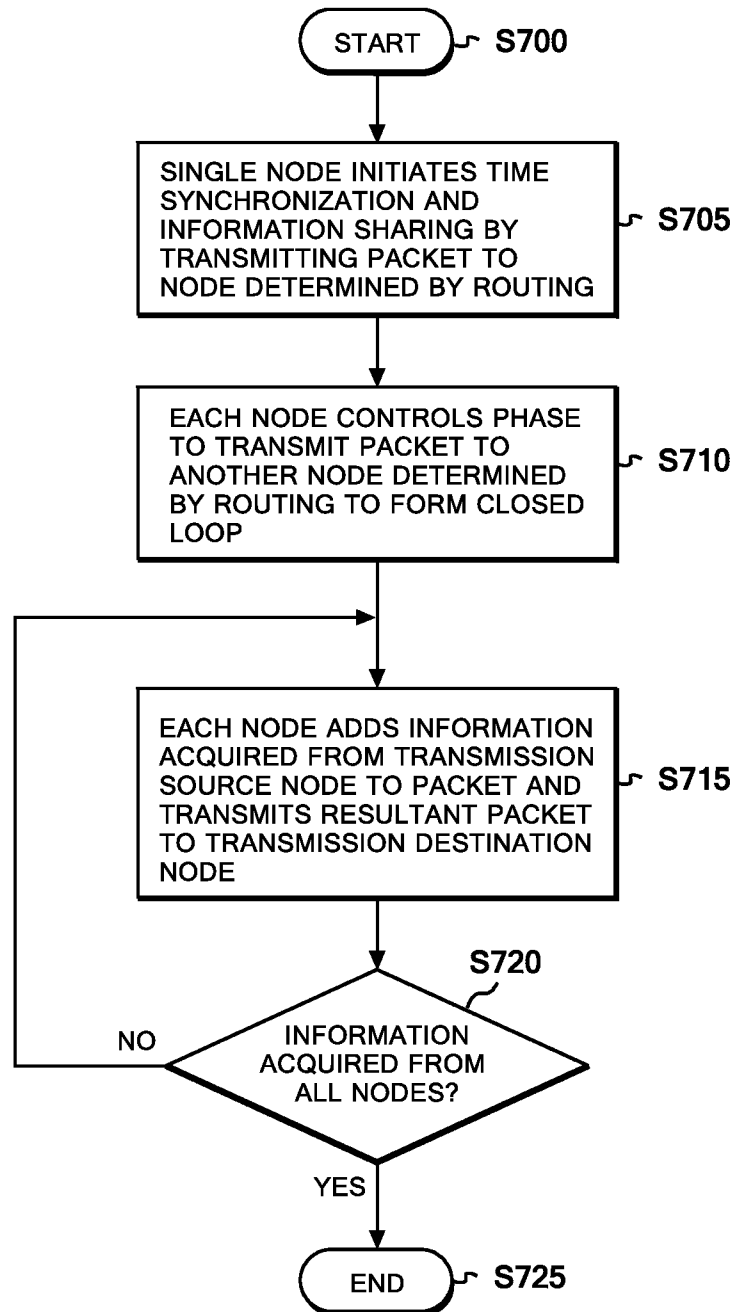 START
S700
SINGLE NODE INITIATES TIME
SYNCHRONIZATION AND
INFORMATION SHARING BY
TRANSMITTING PACKET TO
NODE DETERMINED BY ROUTING
S705
EACH NODE CONTROLS PHASE
TO TRANSMIT PACKET TO
ANOTHER NODE DETERMINED
BY ROUTING TO FORM CLOSED
LOOP
S710
EACH NODE ADDS INFORMATION
ACQUIRED FROM TRANSMISSION
SOURCE NODE TO PACKET AND
TRANSMITS RESULTANT PACKET
TO TRANSMISSION DESTINATION
NODE
S715
S720
INFORMATION
ACQUIRED FROM
ALL NODES?
NO
YES
END
S725